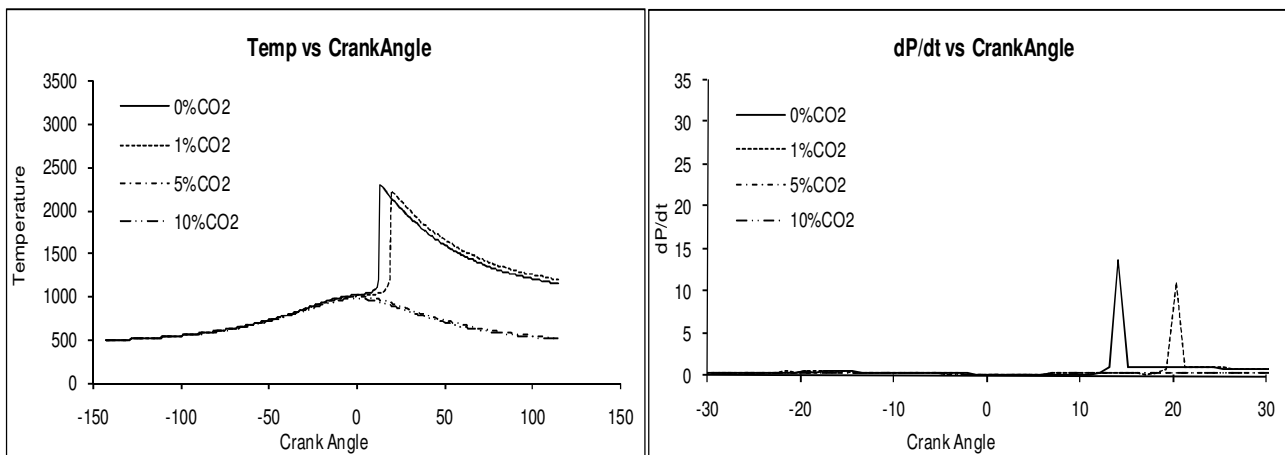 Temp vs CrankAngle
3500
3000
2500
2000
1500
1000
500
0
Temperature
0%CO2
1%CO2
5%CO2
10%CO2
-150
-100
-50
0
50
100
150
Crank Angle
dP/dt vs CrankAngle
35
30
25
20
15
10
5
0
dP/dt
0%CO2
1%CO2
5%CO2
10%CO2
-30
-20
-10
0
10
20
30
Crank Angle